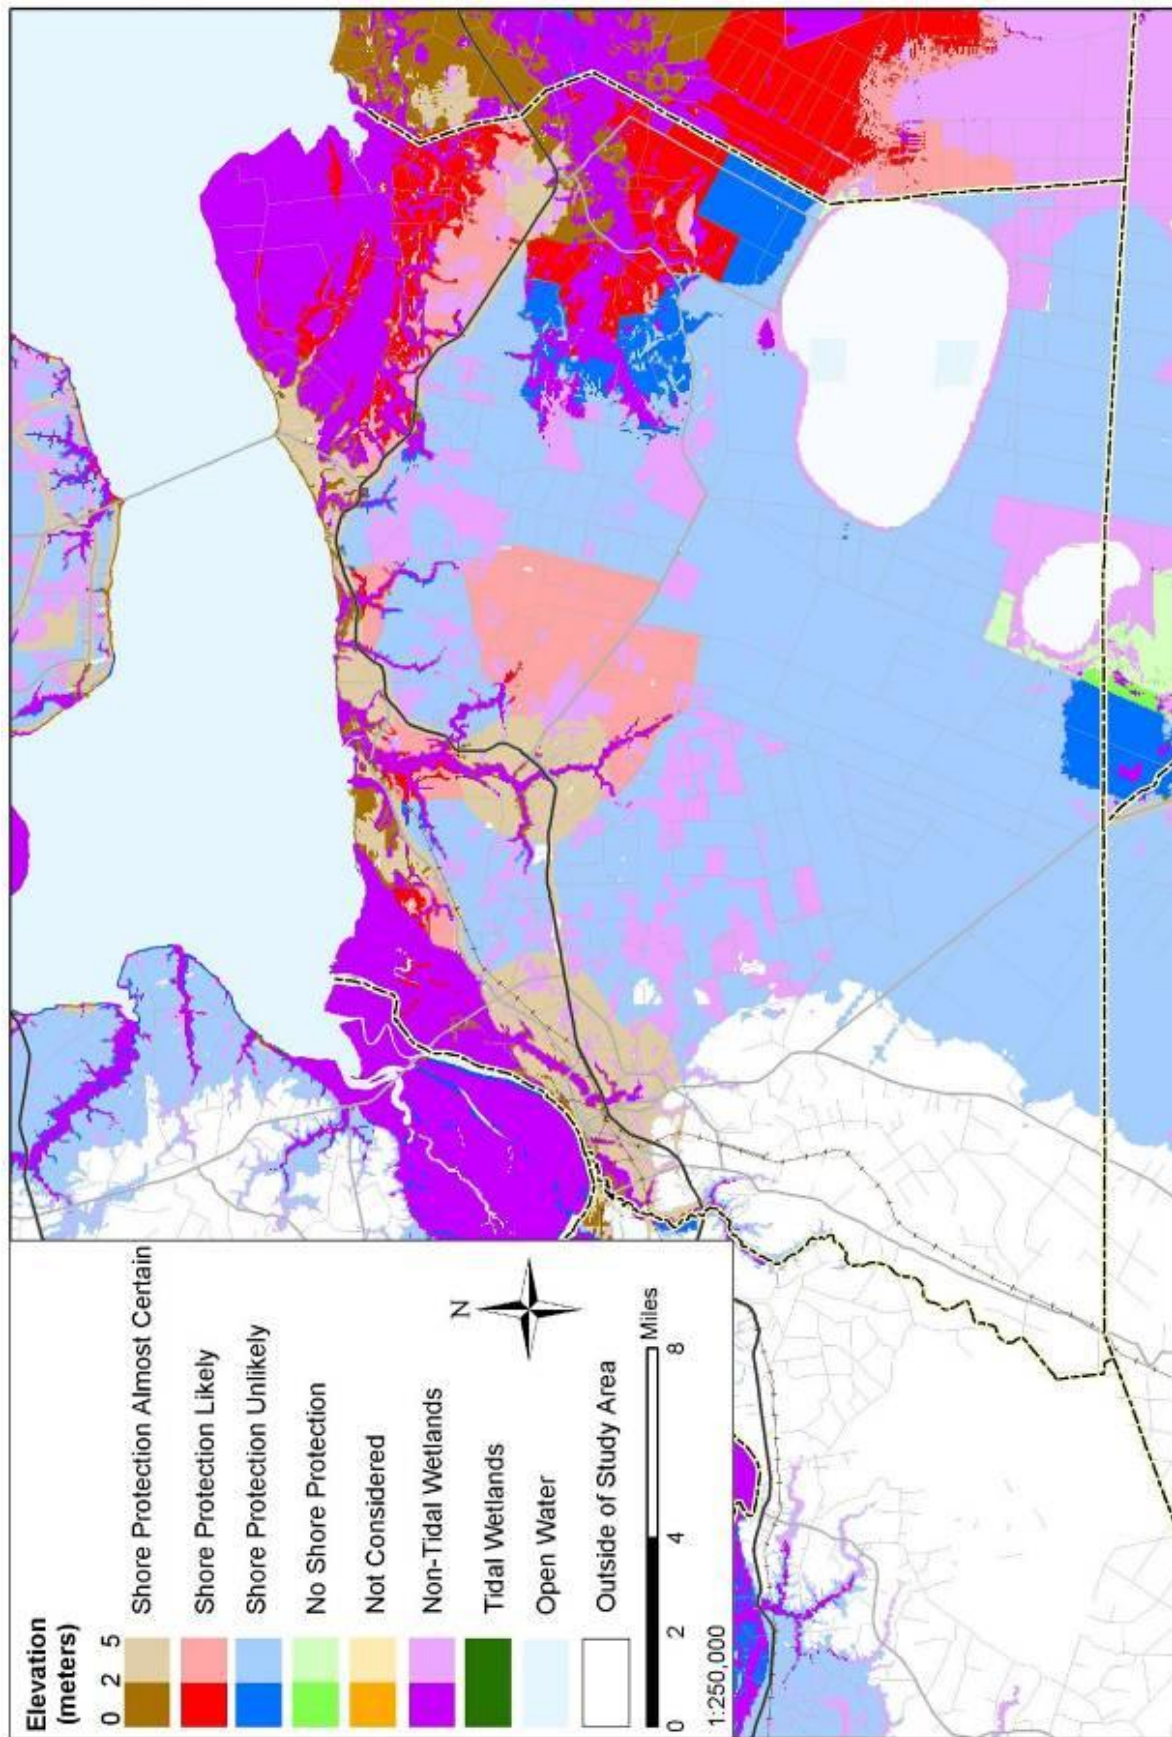 Elevation
(meters)
0 2 5
Shore Protection Almost Certain
Shore Protection Likely
Shore Protection Unlikely
No Shore Protection
Not Considered
Non-Tidal Wetlands
Tidal Wetlands
Open Water
Outside of Study Area
N
0 2 4 8
Miles
1:250,000